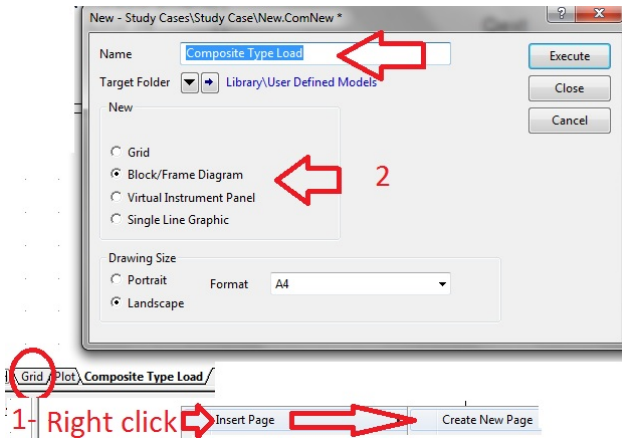 New - Study Cases\Study Case\New.ComNew *
Name Composite Type Load Execute
Target Folder Library\User Defined Models Close
New Cancel
Grid
Block/Frame Diagram 2
Virtual Instrument Panel
Single Line Graphic
Drawing Size
Portrait Format A4
Landscape
Grid Plot Composite Type Load
1- Right click Insert Page Create New Page